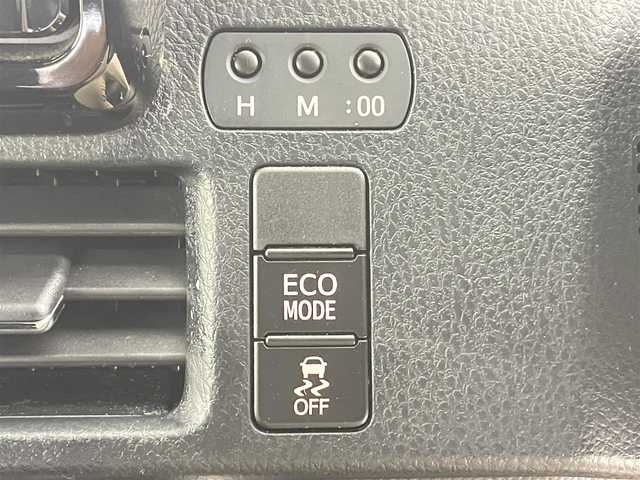 H M :00
ECO
MODE
OFF